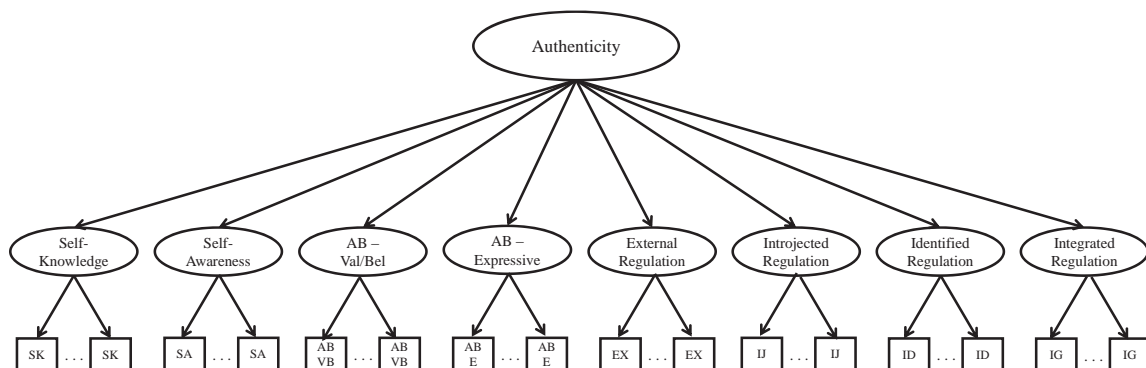 Authenticity
Self-
Knowledge
Self-
Awareness
AB –
Val/Bel
AB –
Expressive
External
Regulation
Introjected
Regulation
Identified
Regulation
Integrated
Regulation
SK ... SK
SA ... SA
AB
VB ... AB
VB
AB
E ... AB
E
EX ... EX
IJ ... IJ
ID ... ID
IG ... IG